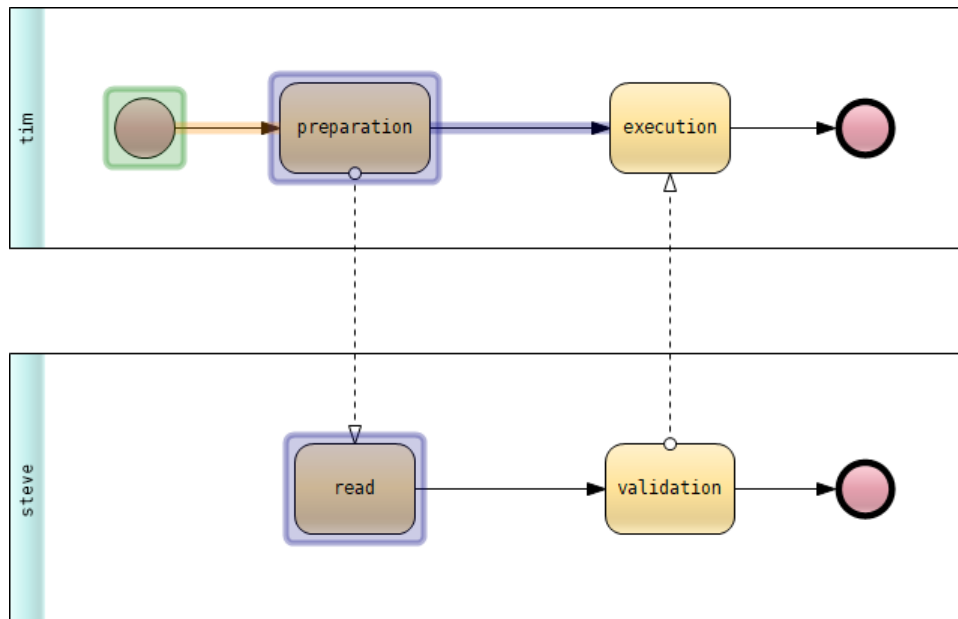 tim
preparation
execution
steve
read
validation